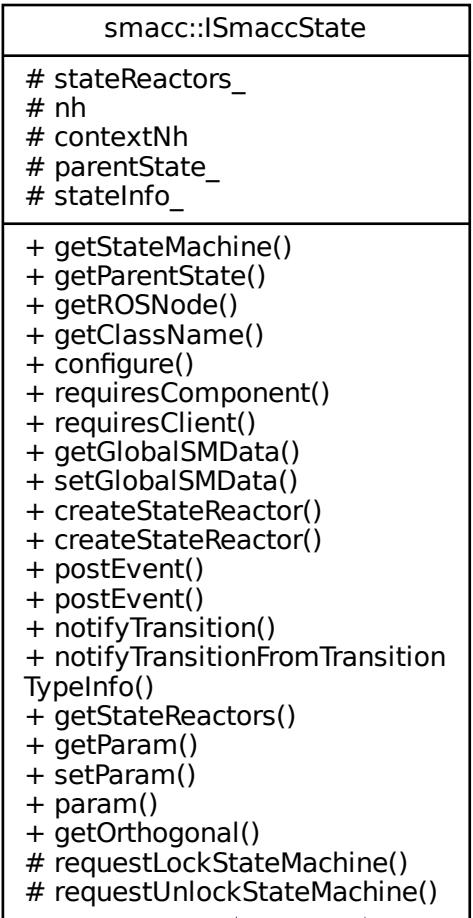 smacc::ISmaccState
# stateReactors_
# nh
# contextNh
# parentState_
# stateInfo_
+ getStateMachine()
+ getParentState()
+ getROSNode()
+ getClassName()
+ configure()
+ requiresComponent()
+ requiresClient()
+ getGlobalSMData()
+ setGlobalSMData()
+ createStateReactor()
+ createStateReactor()
+ postEvent()
+ postEvent()
+ notifyTransition()
+ notifyTransitionFromTransition
TypeInfo()
+ getStateReactors()
+ getParam()
+ setParam()
+ param()
+ getOrthogonal()
# requestLockStateMachine()
# requestUnlockStateMachine()